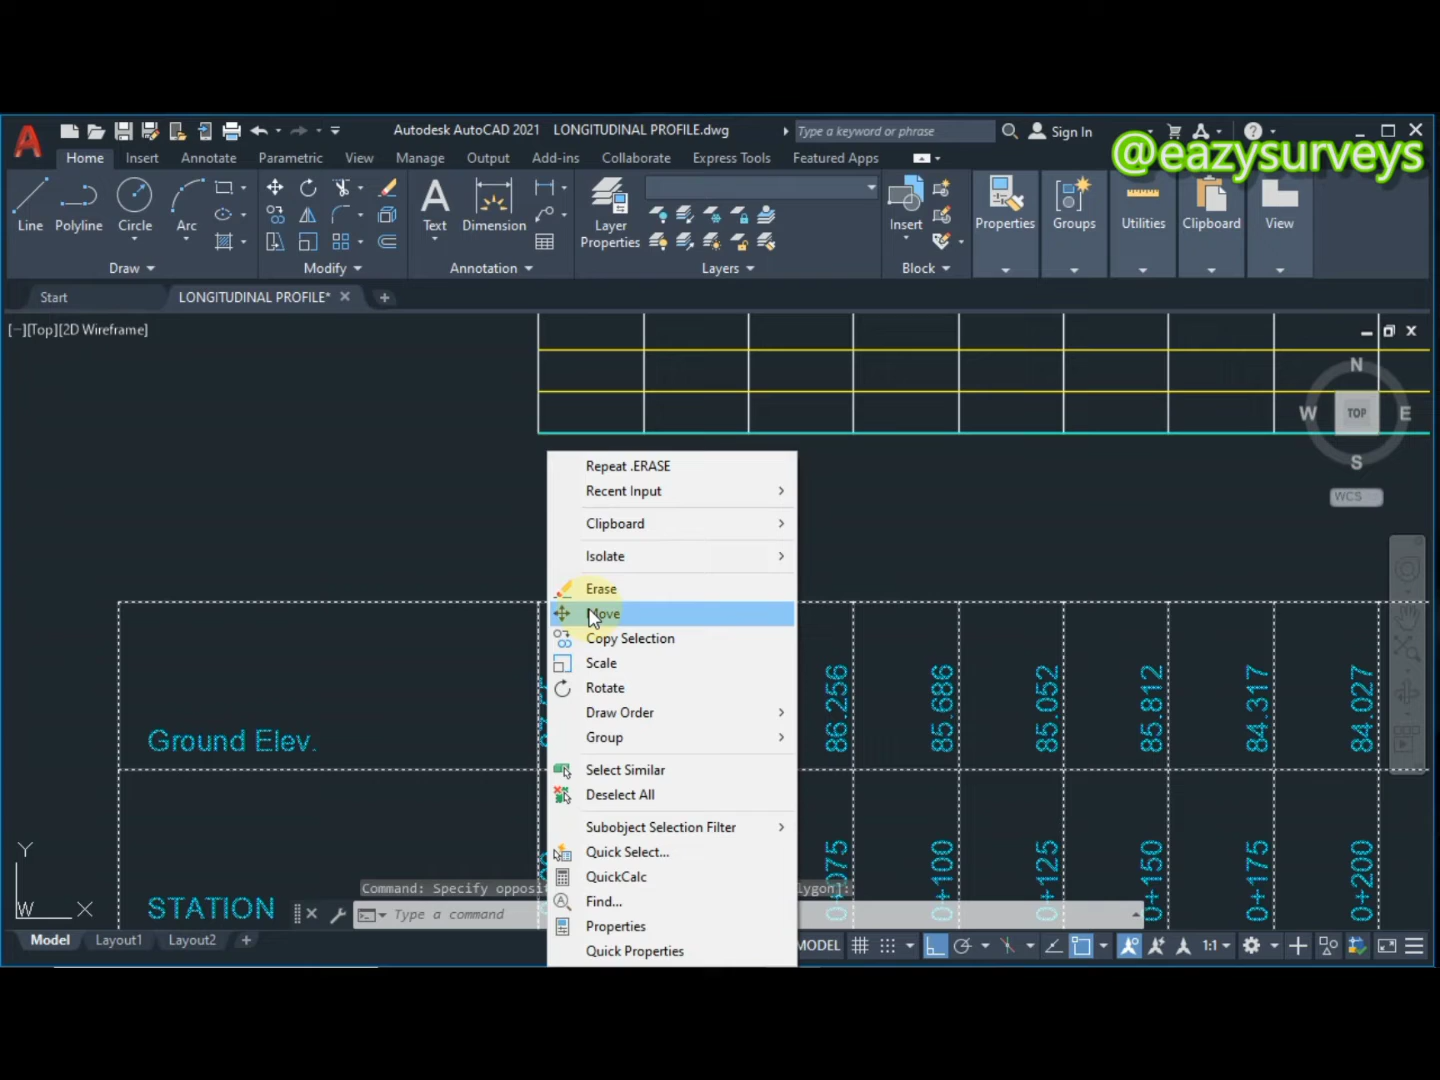 Autodesk AutoCAD 2021 LONGITUDINAL PROFILE.dwg
Type a keyword or phrase
Sign In
@eazysurveys
Home Insert Annotate Parametric View Manage Output Add-ins Collaborate Express Tools Featured Apps
Line Polyline Circle Arc
Text Dimension
Layer Properties
Insert
Properties Groups Utilities Clipboard View
Draw Modify Annotation Layers Block
Start LONGITUDINAL PROFILE*
[−][Top][2D Wireframe]
N
W TOP E
S
WCS
Repeat .ERASE
Recent Input
Clipboard
Isolate
Erase
Move
Copy Selection
Scale
Rotate
Draw Order
Group
Select Similar
Deselect All
Subobject Selection Filter
Quick Select...
QuickCalc
Find...
Properties
Quick Properties
Ground Elev. 86.256 85.686 85.052 85.812 84.317 84.027
STATION 0+075 0+100 0+125 0+150 0+175 0+200
Y
W X
Command: Specify opposit lygon]:
Type a command
Model Layout1 Layout2
MODEL 1:1